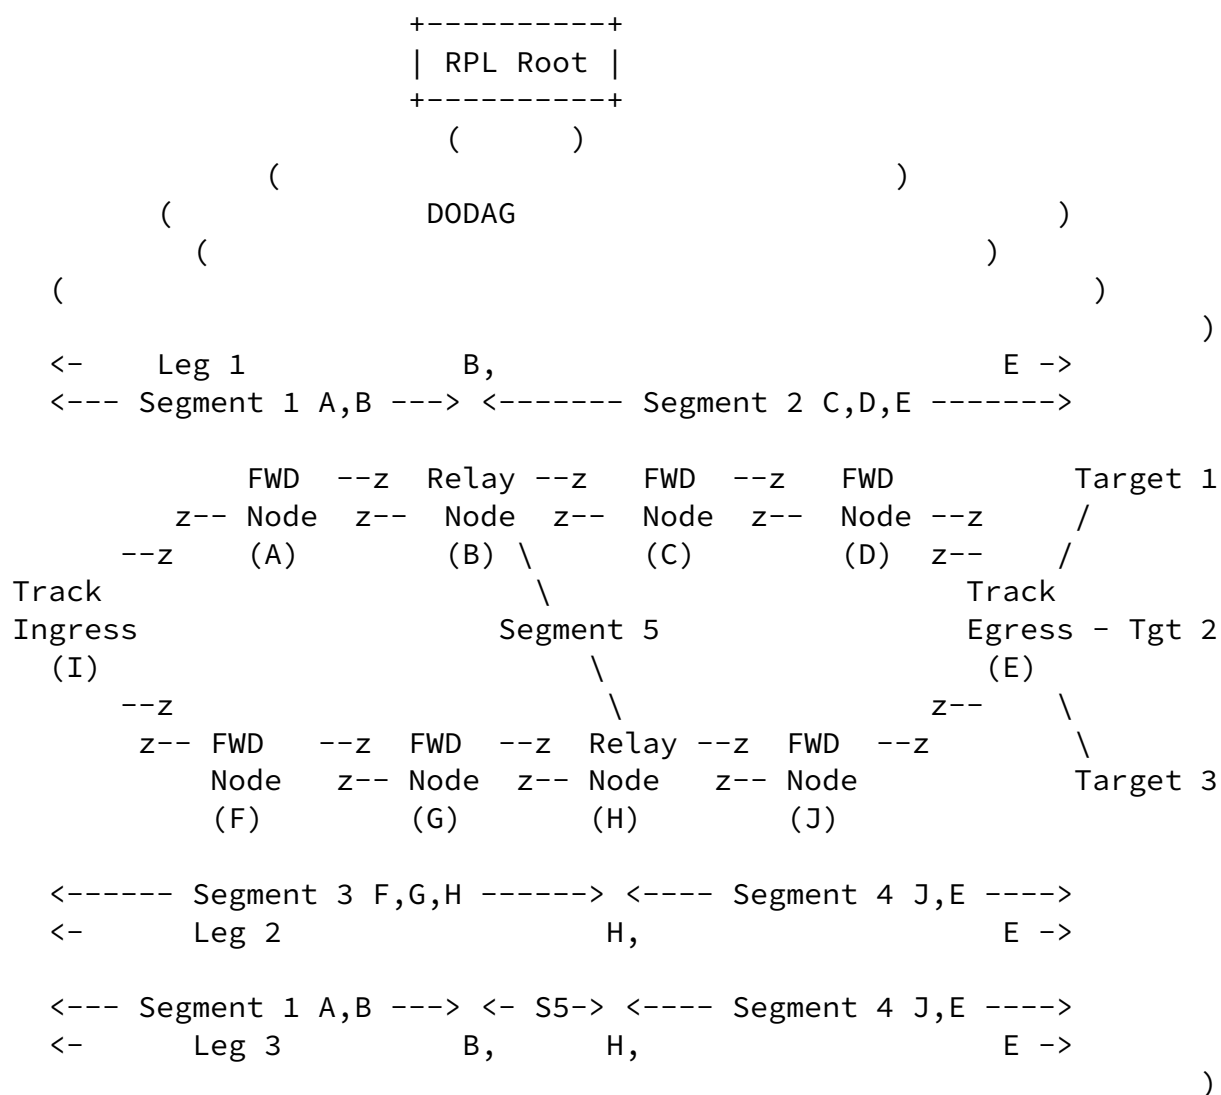 +----------+
| RPL Root |
+----------+
(      )
(                                  )
(              DODAG                              )
(                                           )
(                                                         )
)
<-    Leg 1            B,                            E ->
<--- Segment 1 A,B ---> <------- Segment 2 C,D,E ------->
FWD  --z  Relay --z   FWD  --z   FWD             Target 1
z-- Node  z--  Node  z--  Node  z--  Node --z     /
--z    (A)          (B) \       (C)        (D)  z--      /
Track                         \                       Track
Ingress                    Segment 5                 Egress - Tgt 2
(I)                            \                     (E)
--z                         \                 z--    \
z-- FWD   --z  FWD  --z  Relay --z  FWD  --z        \
Node   z-- Node  z-- Node   z-- Node            Target 3
(F)        (G)       (H)        (J)
<------ Segment 3 F,G,H ------> <---- Segment 4 J,E ---->
<-      Leg 2                  H,                    E ->
<--- Segment 1 A,B ---> <- S5-> <---- Segment 4 J,E ---->
<-      Leg 3          B,      H,                    E ->
)